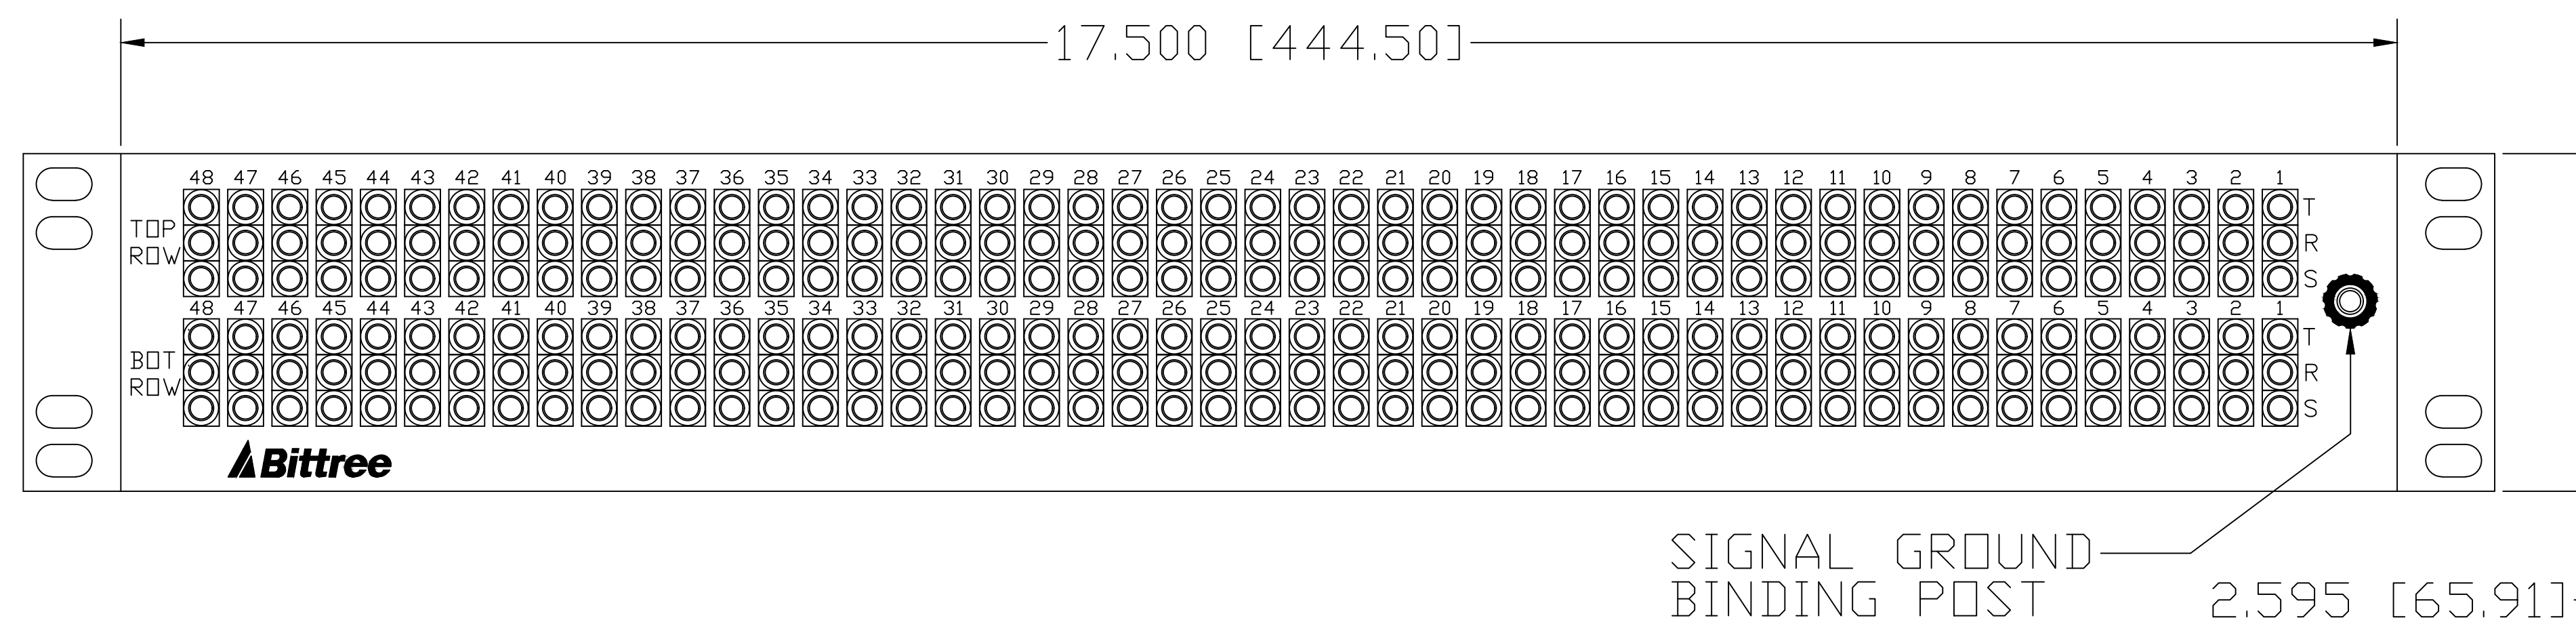 17.500 [444.50]
48 47 46 45 44 43 42 41 40 39 38 37 36 35 34 33 32 31 30 29 28 27 26 25 24 23 22 21 20 19 18 17 16 15 14 13 12 11 10 9 8 7 6 5 4 3 2 1
T
TOP
ROW
R
S
48 47 46 45 44 43 42 41 40 39 38 37 36 35 34 33 32 31 30 29 28 27 26 25 24 23 22 21 20 19 18 17 16 15 14 13 12 11 10 9 8 7 6 5 4 3 2 1
T
BOT
ROW
R
S
Bittree
SIGNAL GROUND
BINDING POST
2.595 [65.91]